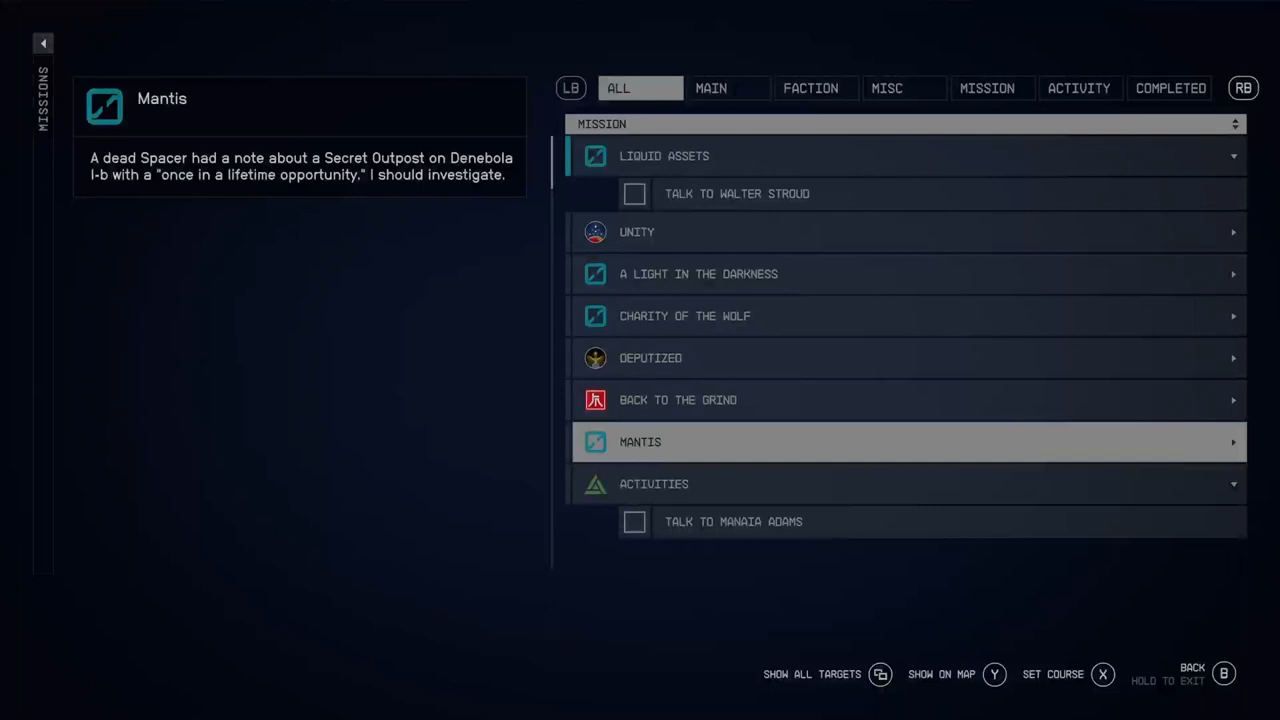 MISSIONS
Mantis
A dead Spacer had a note about a Secret Outpost on Denebola
I-b with a "once in a lifetime opportunity," I should investigate.
LB
ALL
MAIN
FACTION
MISC
MISSION
ACTIVITY
COMPLETED
RB
MISSION
LIQUID ASSETS
TALK TO WALTER STROUD
UNITY
A LIGHT IN THE DARKNESS
CHARITY OF THE WOLF
DEPUTIZED
BACK TO THE GRIND
MANTIS
ACTIVITIES
TALK TO MANAIA ADAMS
SHOW ALL TARGETS
SHOW ON MAP Y
SET COURSE X
BACK B
HOLD TO EXIT